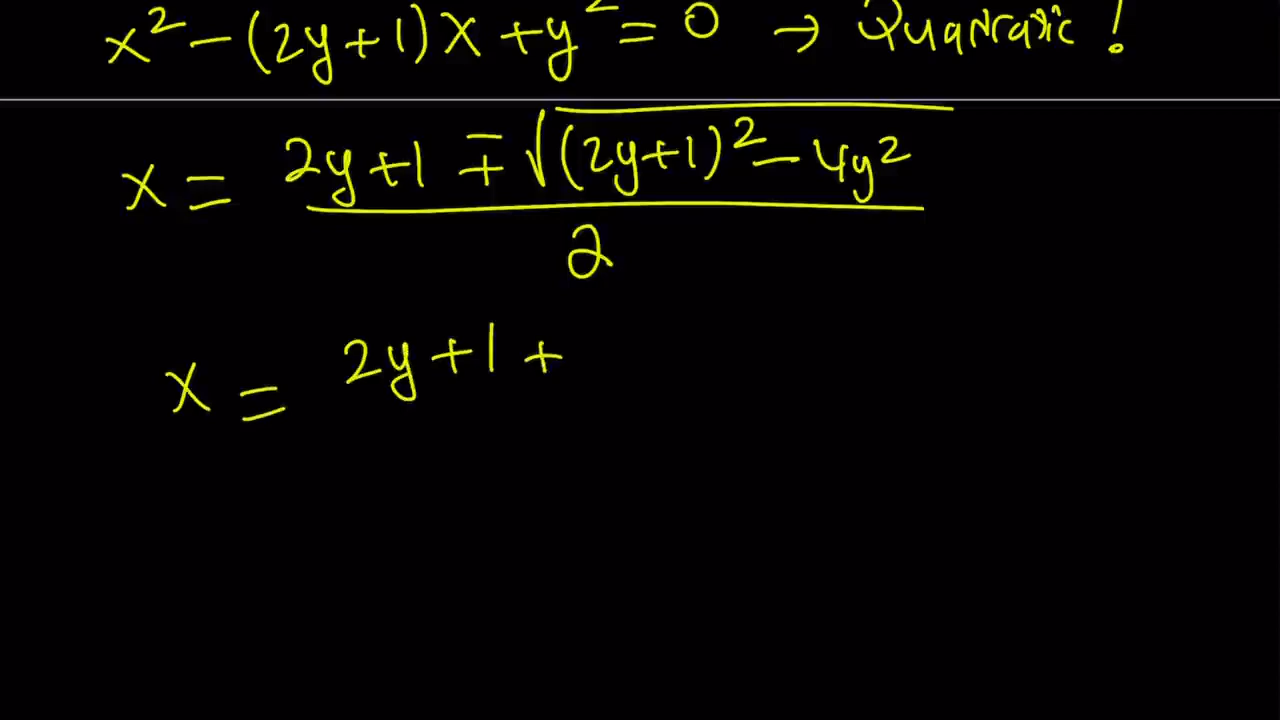 x² - (2y+1)x + y² = 0 → Quadratic !
x = (2y+1 ∓ √((2y+1)² - 4y²)) / 2
x = 2y+1 +